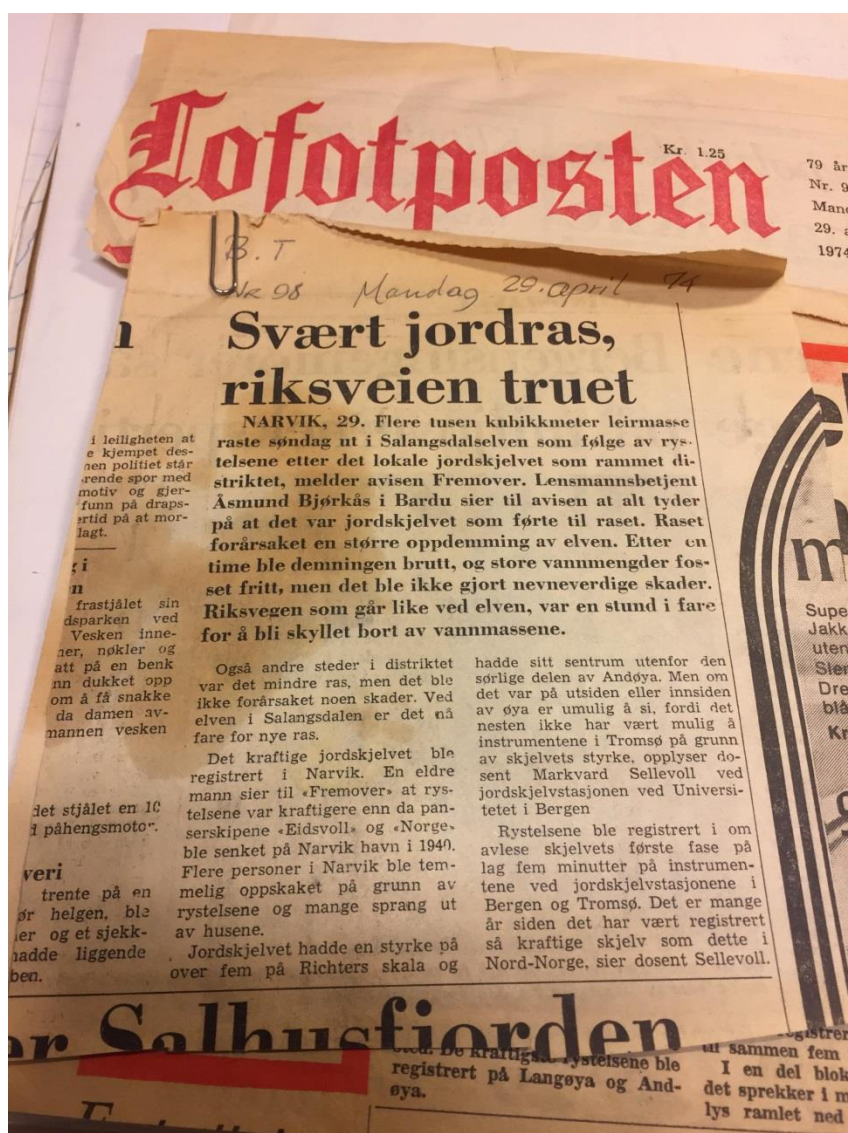 Lofotposten
Kr. 1.25
79 år
Nr. 9
Mand
29. a
1974
B.T
Nr 98 Mandag 29. april 74
Svært jordras,
riksveien truet
NARVIK, 29. Flere tusen kubikkmeter leirmasse
raste søndag ut i Salangsdalselven som følge av rys-
telsene etter det lokale jordskjelvet som rammet di-
striktet, melder avisen Fremover. Lensmannsbetjent
Åsmund Bjørkås i Bardu sier til avisen at alt tyder
på at det var jordskjelvet som førte til raset. Raset
forårsaket en større oppdemming av elven. Etter en
time ble demningen brutt, og store vannmengder fos-
set fritt, men det ble ikke gjort nevneverdige skader.
Riksvegen som går like ved elven, var en stund i fare
for å bli skyllet bort av vannmassene.
Også andre steder i distriktet
var det mindre ras, men det ble
ikke forårsaket noen skader. Ved
elven i Salangsdalen er det nå
fare for nye ras.
Det kraftige jordskjelvet ble
registrert i Narvik. En eldre
mann sier til «Fremover» at rys-
telsene var kraftigere enn da pan-
serskipene «Eidsvoll» og «Norge»
ble senket på Narvik havn i 1940.
Flere personer i Narvik ble tem-
melig oppskaket på grunn av
rystelsene og mange sprang ut
av husene.
Jordskjelvet hadde en styrke på
over fem på Richters skala og
hadde sitt sentrum utenfor den
sørlige delen av Andøya. Men om
det var på utsiden eller innsiden
av øya er umulig å si, fordi det
nesten ikke har vært mulig å
instrumentene i Tromsø på grunn
av skjelvets styrke, opplyser do-
sent Markvard Sellevoll ved
jordskjelvstasjonen ved Universi-
tetet i Bergen
Rystelsene ble registrert i om
avlese skjelvets første fase på
lag fem minutter på instrumen-
tene ved jordskjelvstasjonene i
Bergen og Tromsø. Det er mange
år siden det har vært registrert
så kraftige skjelv som dette i
Nord-Norge, sier dosent Sellevoll.
n
i leiligheten at
e kjempet des-
nen politiet står
rende spor med
motiv og gjer-
funn på draps-
ertid på at mor-
lagt.
g i
n
frastjålet sin
dsparken ved
Vesken inne-
ner, nøkler og
att på en benk
nn dukket opp
om å få snakke
da damen av-
mannen vesken
det stjålet en 10
påhengsmotor.
veri
trente på en
ør helgen, ble
er og et sjekk-
hadde liggende
ben.
m
Supe
Jakk
uten
Sler
Dre
blå
Kr
er Salhusfjorden
De kraftigste rystelsene ble
registrert på Langøya og And-
øya.
registrer
til sammen fem
I en del blok
det sprekker i m
lys ramlet ned